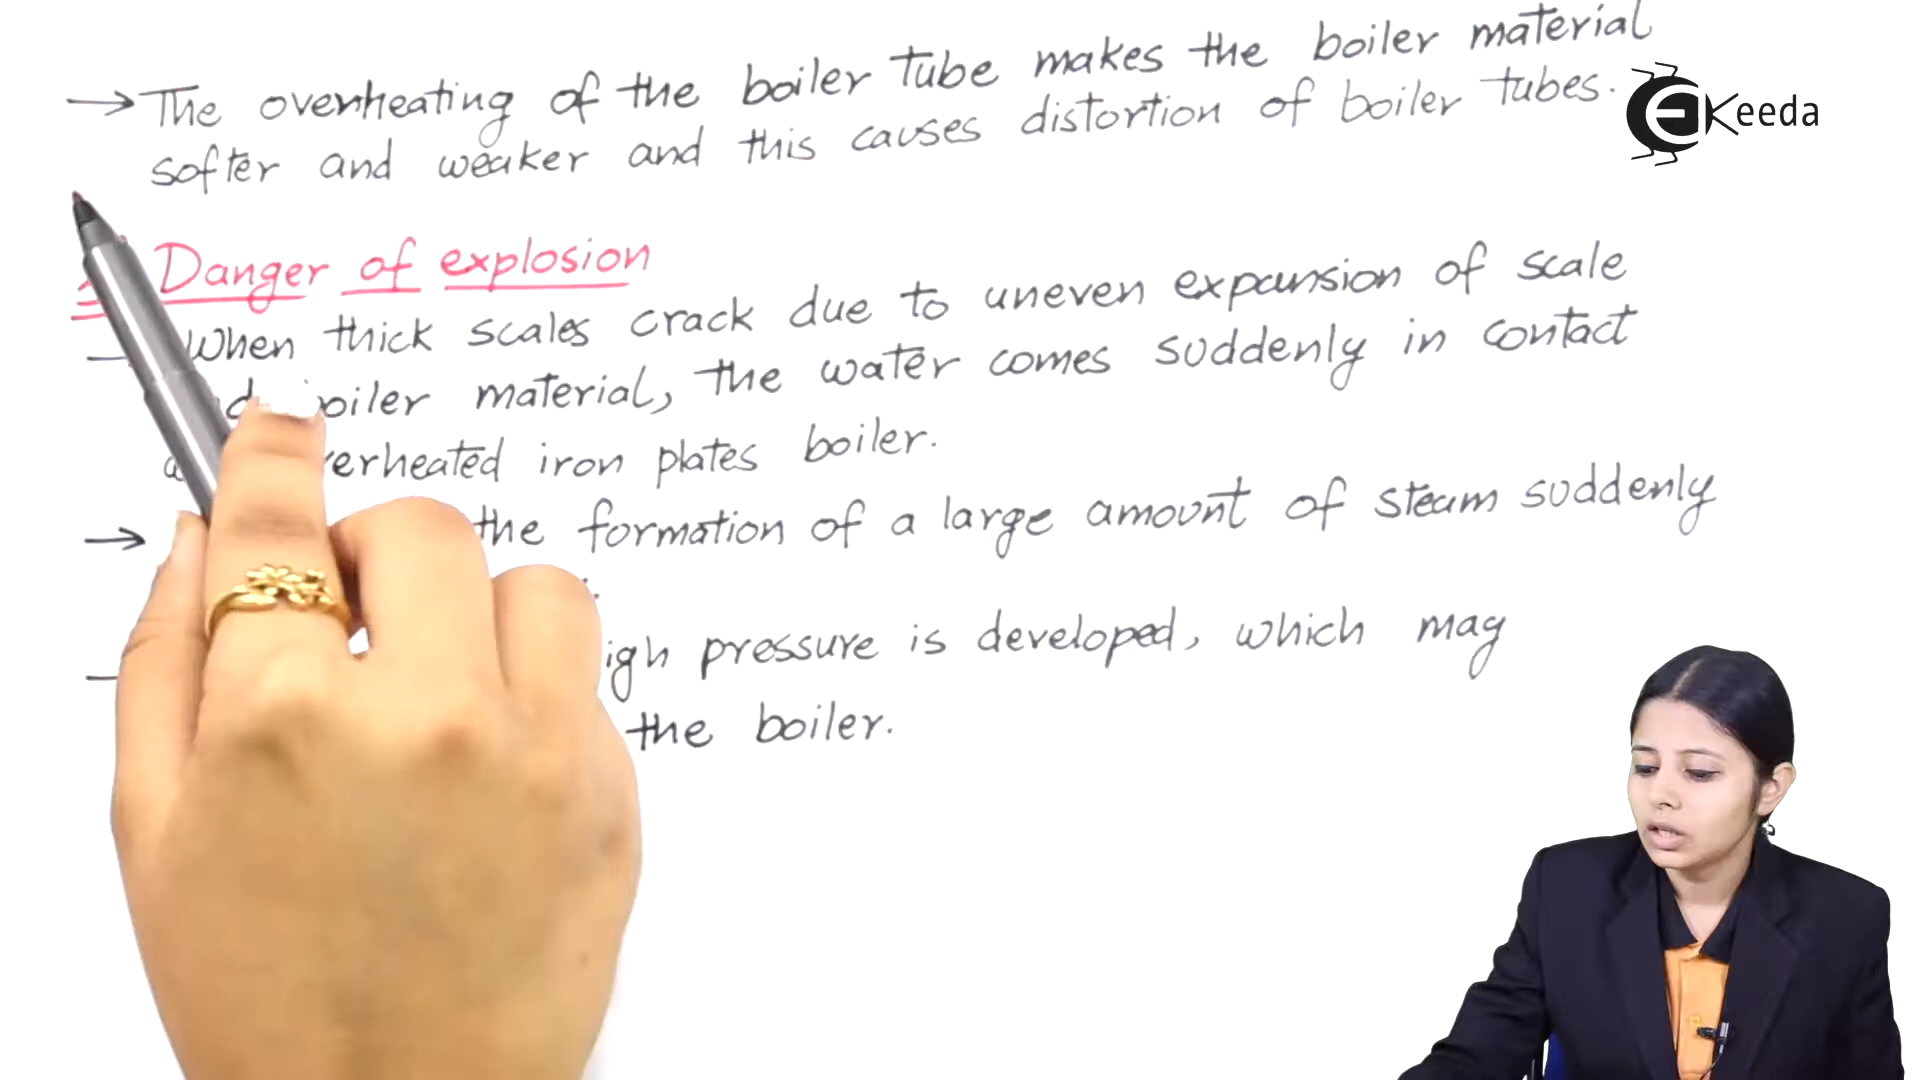 → The overheating of the boiler tube makes the boiler material
softer and weaker and this causes distortion of boiler tubes.
EKeeda
Danger of explosion
When thick scales crack due to uneven expansion of scale
boiler material, the water comes suddenly in contact
overheated iron plates boiler.
→ the formation of a large amount of steam suddenly
high pressure is developed, which may
the boiler.